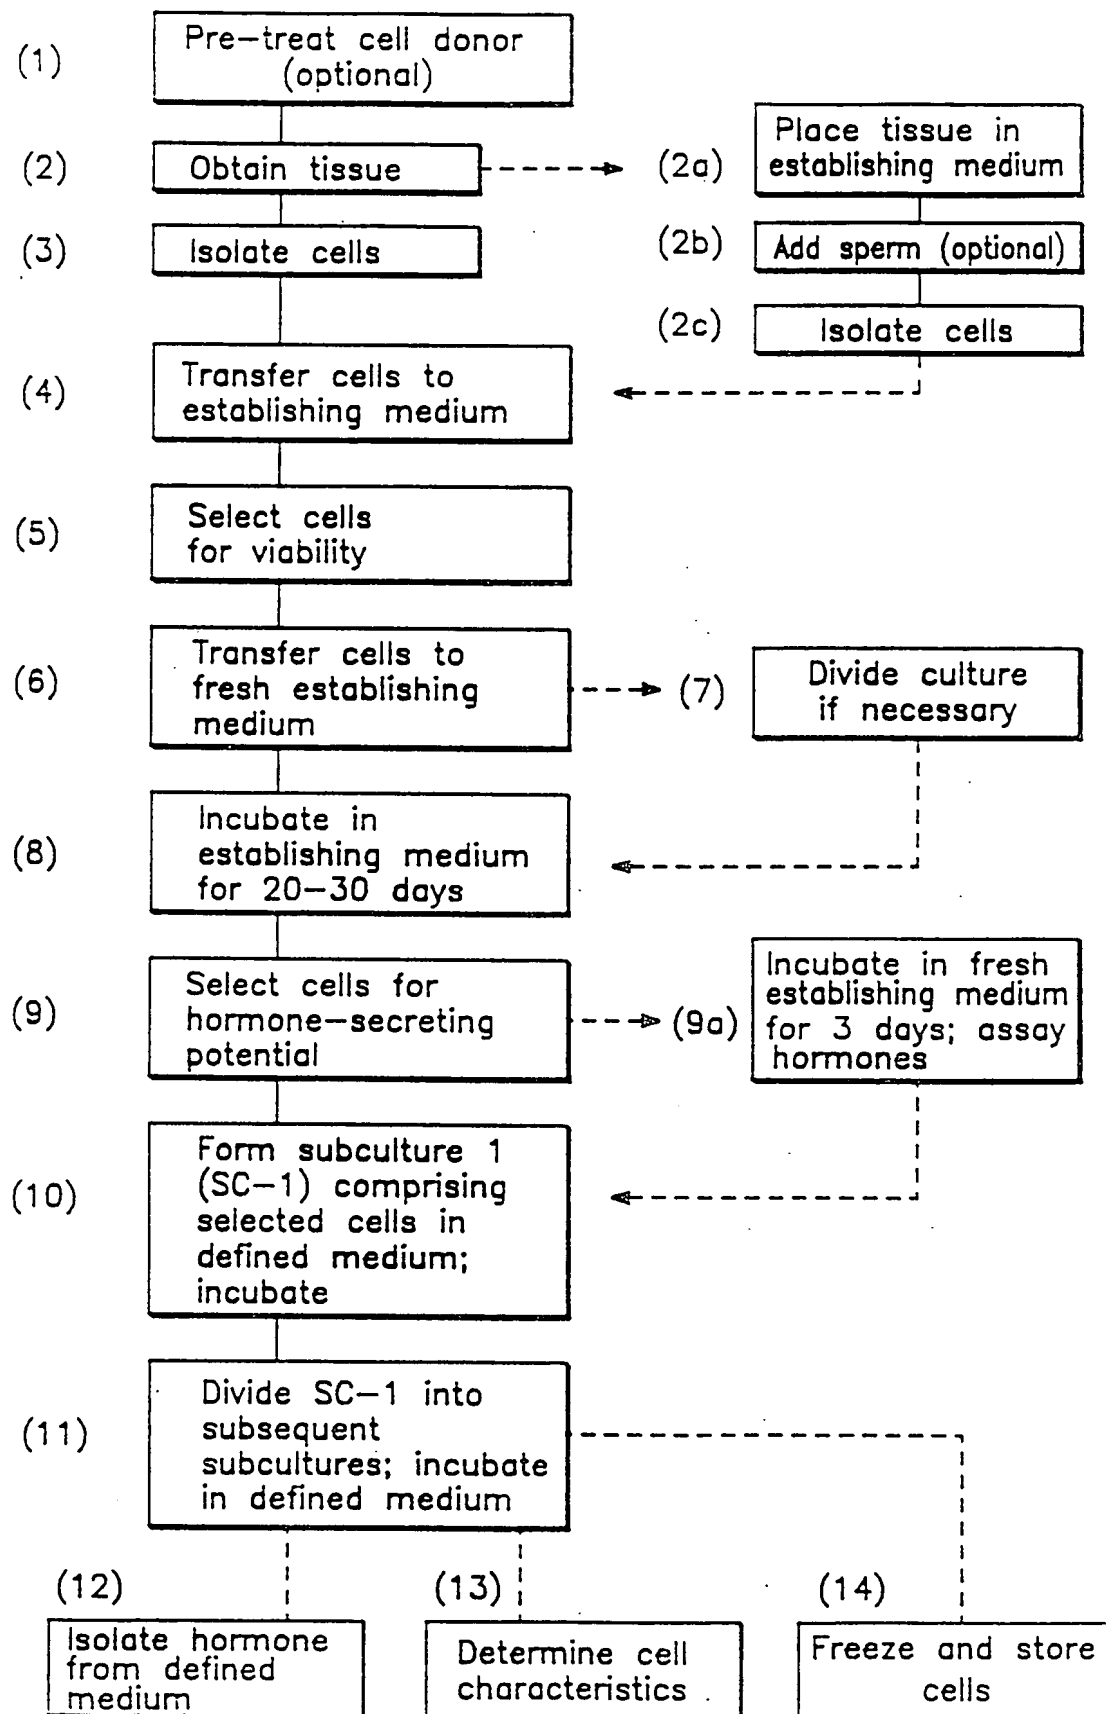 (1)
Pre-treat cell donor
(optional)
(2)
Obtain tissue
(2a)
Place tissue in
establishing medium
(3)
Isolate cells
(2b)
Add sperm (optional)
(2c)
Isolate cells
(4)
Transfer cells to
establishing medium
(5)
Select cells
for viability
(6)
Transfer cells to
fresh establishing
medium
(7)
Divide culture
if necessary
(8)
Incubate in
establishing medium
for 20-30 days
(9)
Select cells for
hormone-secreting
potential
(9a)
Incubate in fresh
establishing medium
for 3 days; assay
hormones
(10)
Form subculture 1
(SC-1) comprising
selected cells in
defined medium;
incubate
(11)
Divide SC-1 into
subsequent
subcultures; incubate
in defined medium
(12)
Isolate hormone
from defined
medium
(13)
Determine cell
characteristics
(14)
Freeze and store
cells